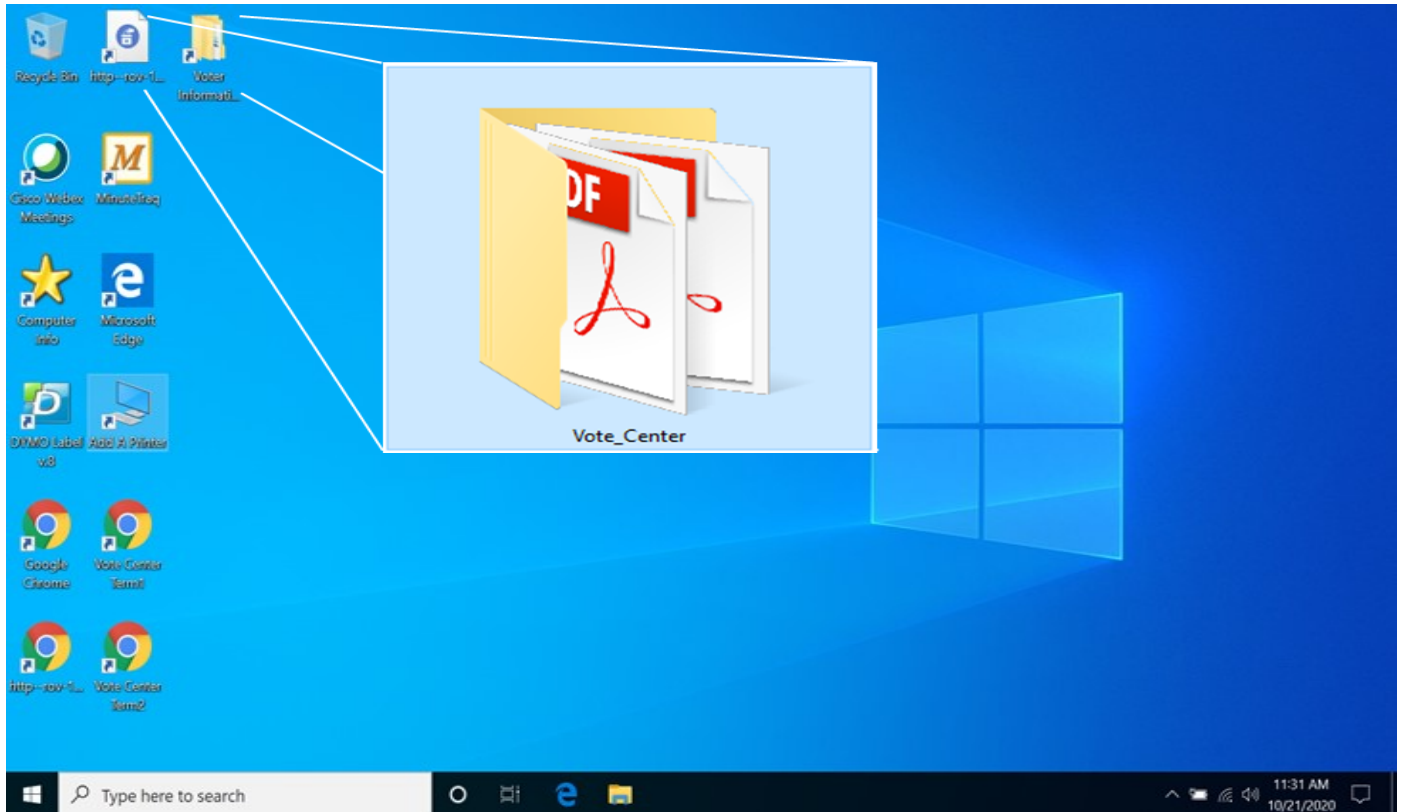 Recycle Bin
http--rov-1...
Voter
Informati...
Cisco Webex
Meetings
M
MinuteTraq
Computer
Info
Microsoft
Edge
DYMO Label
v.8
Add A Printer
Google
Chrome
Vote Center
Term1
http--rov-1...
Vote Center
Term2
PDF
Vote_Center
Type here to search
11:31 AM
10/21/2020